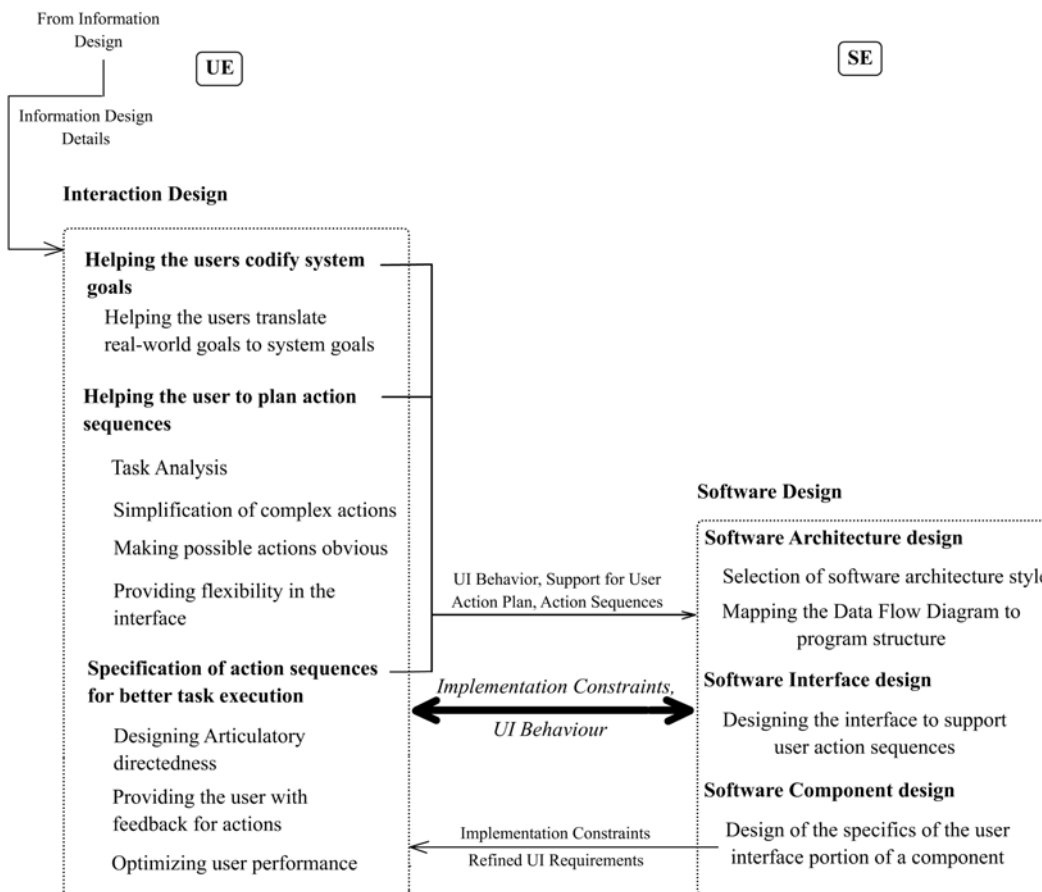 From Information
Design
UE
SE
Information Design
Details
Interaction Design
Helping the users codify system
goals
Helping the users translate
real-world goals to system goals
Helping the user to plan action
sequences
Task Analysis
Simplification of complex actions
Making possible actions obvious
Providing flexibility in the
interface
Specification of action sequences
for better task execution
Designing Articulatory
directedness
Providing the user with
feedback for actions
Optimizing user performance
UI Behavior, Support for User
Action Plan, Action Sequences
Implementation Constraints,
UI Behaviour
Implementation Constraints
Refined UI Requirements
Software Design
Software Architecture design
Selection of software architecture style
Mapping the Data Flow Diagram to
program structure
Software Interface design
Designing the interface to support
user action sequences
Software Component design
Design of the specifics of the user
interface portion of a component